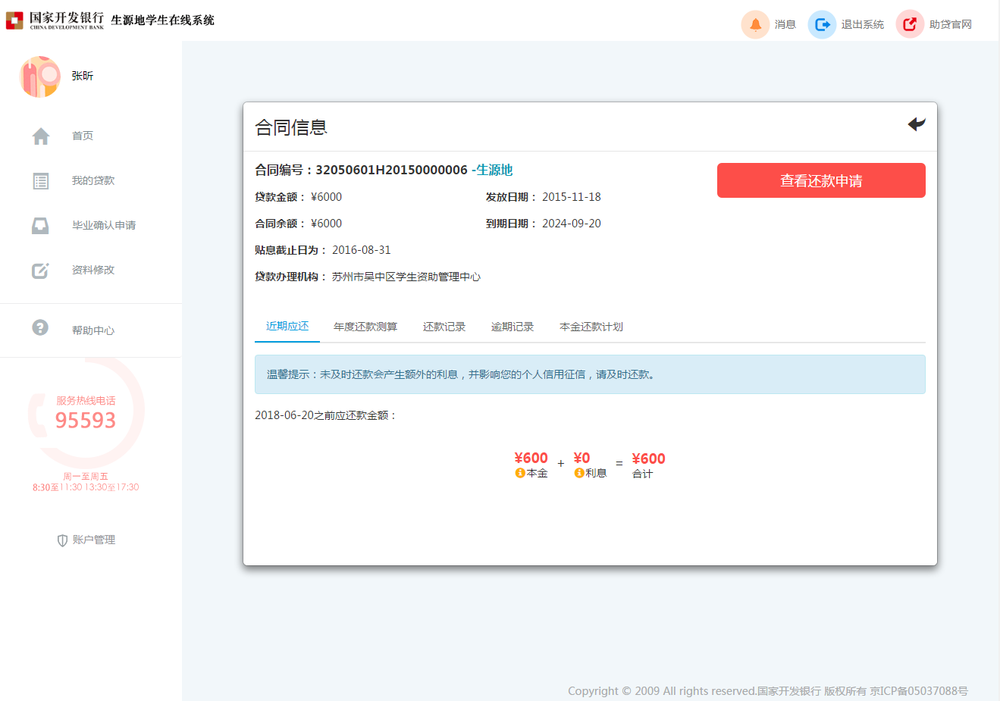 国家开发银行 生源地学生在线系统
CHINA DEVELOPMENT BANK
消息 退出系统 助贷官网
张昕
首页
我的贷款
毕业确认申请
资料修改
帮助中心
服务热线电话
95593
周一至周五
8:30至11:30 13:30至17:30
账户管理
合同信息
合同编号：32050601H20150000006 -生源地
查看还款申请
贷款金额： ¥6000 发放日期： 2015-11-18
合同余额： ¥6000 到期日期： 2024-09-20
贴息截止日为： 2016-08-31
贷款办理机构： 苏州市吴中区学生资助管理中心
近期应还 年度还款测算 还款记录 逾期记录 本金还款计划
温馨提示：未及时还款会产生额外的利息，并影响您的个人信用征信，请及时还款。
2018-06-20之前应还款金额：
¥600 + ¥0 = ¥600
本金 利息 合计
Copyright © 2009 All rights reserved.国家开发银行 版权所有 京ICP备05037088号